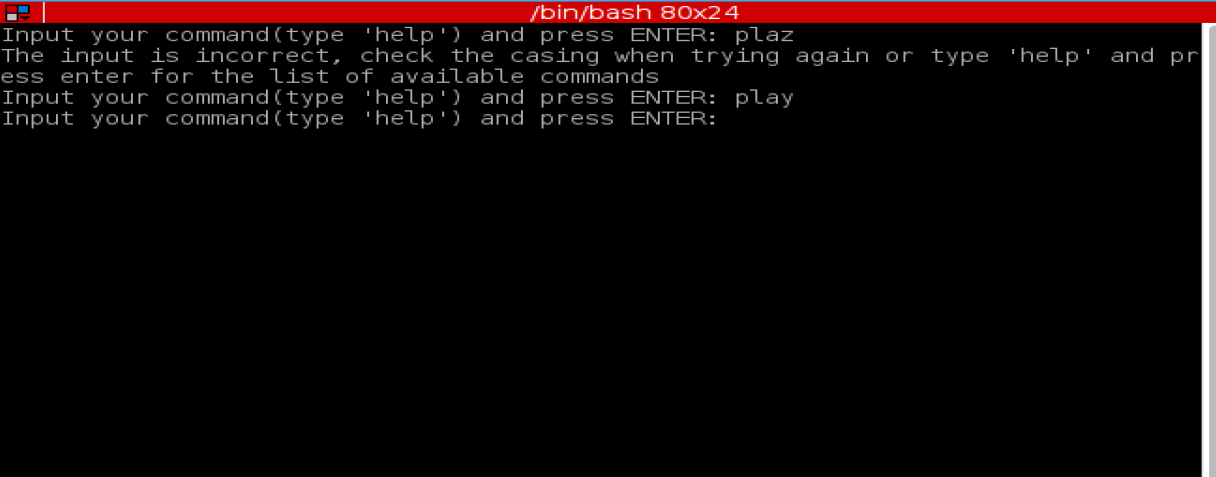 /bin/bash 80x24
Input your command(type 'help') and press ENTER: plaz
The input is incorrect, check the casing when trying again or type 'help' and pr
ess enter for the list of available commands
Input your command(type 'help') and press ENTER: play
Input your command(type 'help') and press ENTER: